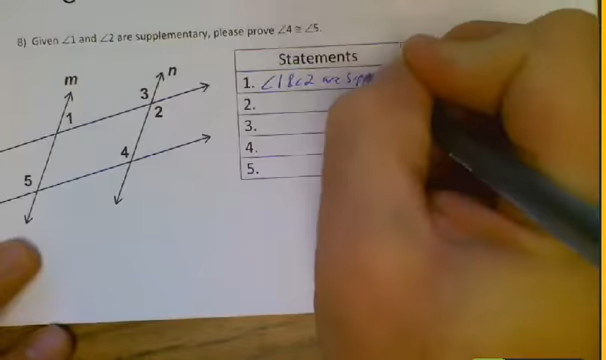 8) Given ∠1 and ∠2 are supplementary, please prove ∠4 ≅ ∠5.
Statements
m
n
1
3
2
4
5
1. ∠1 & ∠2 are Supp
2.
3.
4.
5.